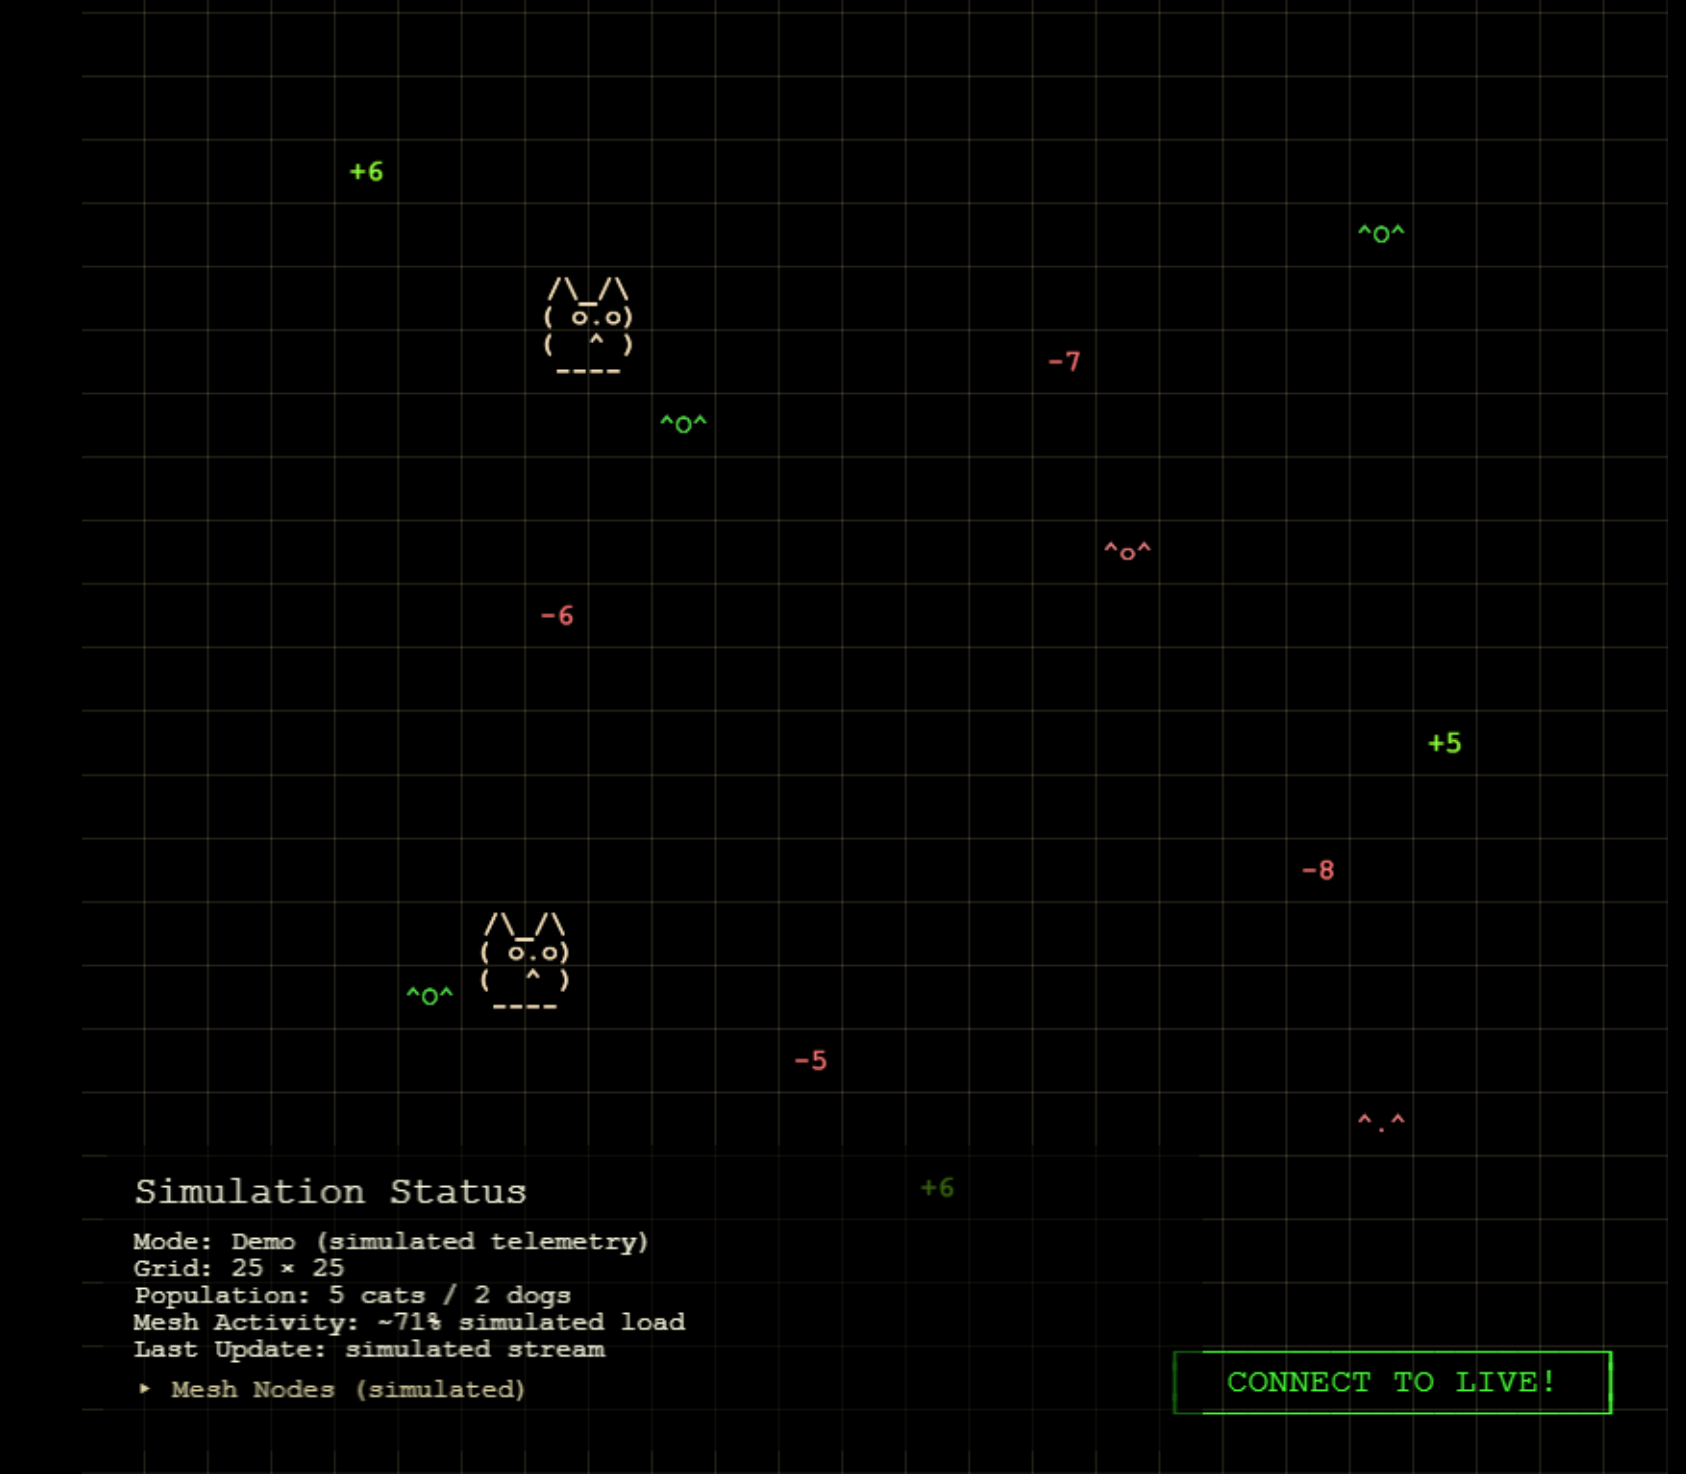 +6
^O^
/\_/\
( o.o)
(  ^ )
----
-7
^O^
^o^
-6
+5
-8
/\_/\
( o.o)
(  ^ )
----
^O^
-5
^.^
Simulation Status
+6
Mode: Demo (simulated telemetry)
Grid: 25 × 25
Population: 5 cats / 2 dogs
Mesh Activity: ~71% simulated load
Last Update: simulated stream
▸ Mesh Nodes (simulated)
CONNECT TO LIVE!